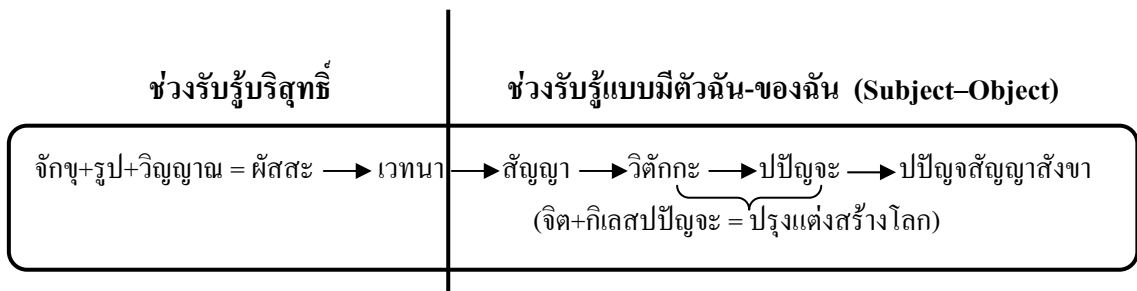 ช่วงรับรู้บริสุทธิ์
ช่วงรับรู้แบบมีตัวฉัน-ของฉัน (Subject–Object)
จักขุ+รูป+วิญญาณ = ผัสสะ → เวทนา → สัญญา → วิตักกะ → ปปัญจะ → ปปัญจสัญญาสังขา
(จิต+กิเลสปปัญจะ = ปรุงแต่งสร้างโลก)